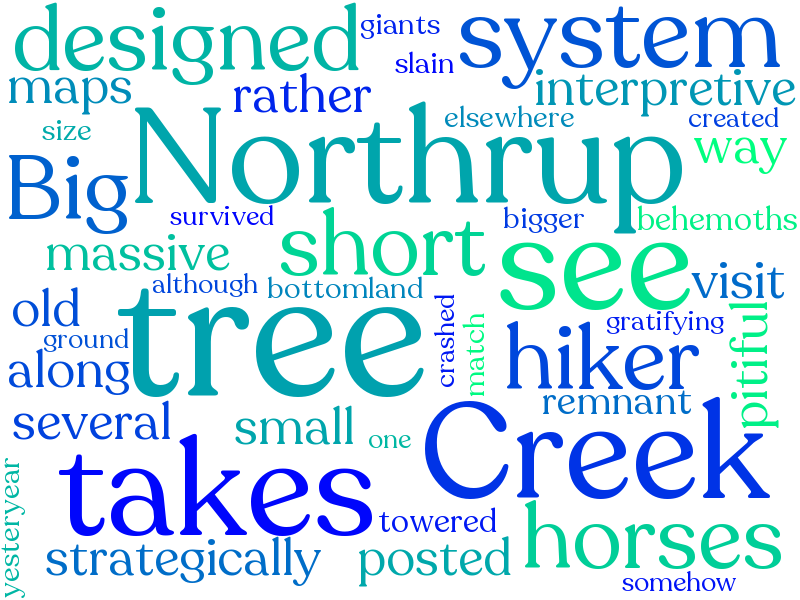 designed
giants
system
slain
maps
rather
interpretive
size
Northrup
elsewhere
created
way
Big
survived
bigger
behemoths
massive
short
see
although
bottomland
visit
old
tree
crashed
match
gratifying
pitiful
ground
along
hiker
remnant
several
small
one
Creek
takes
yesteryear
towered
horses
strategically
posted
somehow